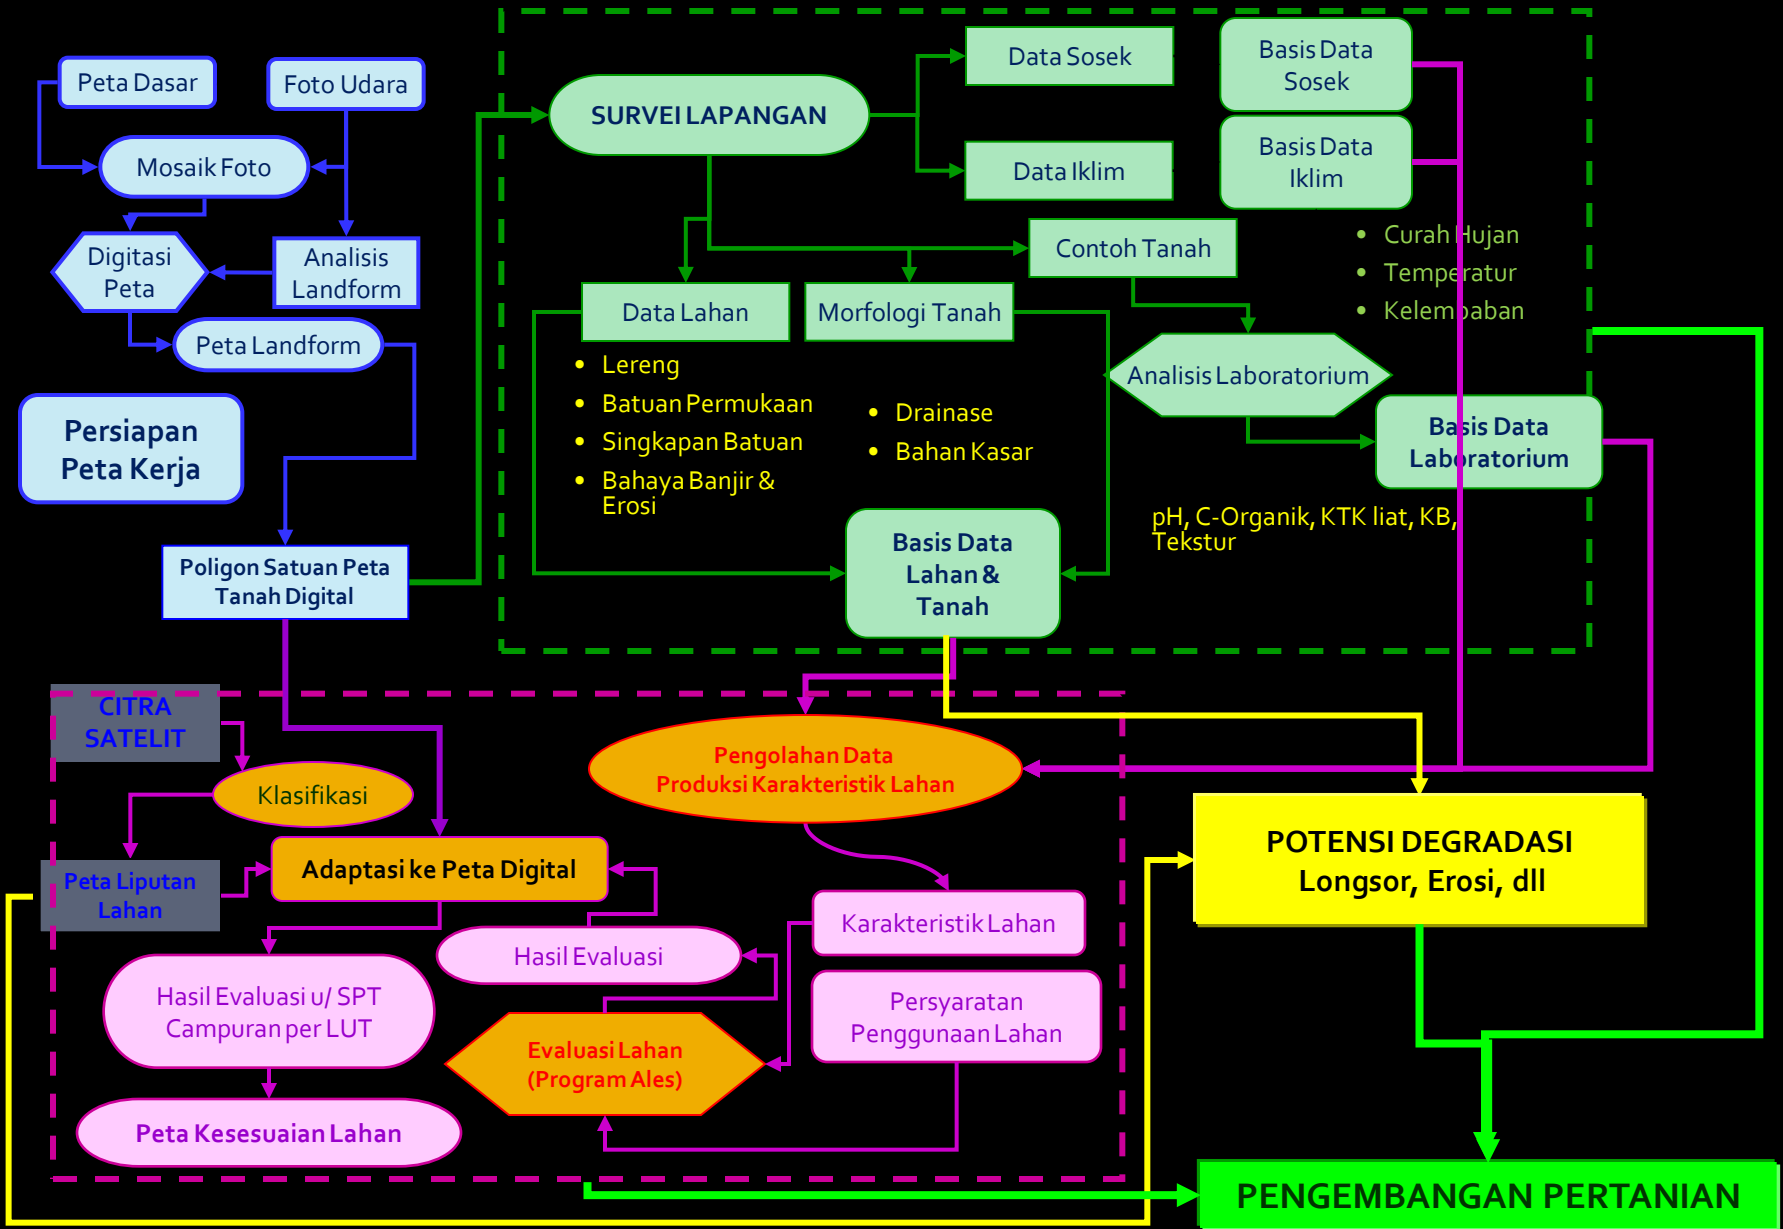 Peta Dasar
Foto Udara
Mosaik Foto
Digitasi
Peta
Analisis
Landform
Peta Landform
Persiapan
Peta Kerja
Poligon Satuan Peta
Tanah Digital
SURVEI LAPANGAN
Data Sosek
Data Iklim
Basis Data
Sosek
Basis Data
Iklim
• Curah Hujan
• Temperatur
• Kelembaban
Contoh Tanah
Data Lahan
Morfologi Tanah
• Lereng
• Batuan Permukaan
• Singkapan Batuan
• Bahaya Banjir &
Erosi
• Drainase
• Bahan Kasar
Analisis Laboratorium
Basis Data
Laboratorium
pH, C-Organik, KTK liat, KB,
Tekstur
Basis Data
Lahan &
Tanah
CITRA
SATELIT
Klasifikasi
Peta Liputan
Lahan
Adaptasi ke Peta Digital
Pengolahan Data
Produksi Karakteristik Lahan
Karakteristik Lahan
Hasil Evaluasi
Persyaratan
Penggunaan Lahan
Hasil Evaluasi u/ SPT
Campuran per LUT
Evaluasi Lahan
(Program Ales)
Peta Kesesuaian Lahan
POTENSI DEGRADASI
Longsor, Erosi, dll
PENGEMBANGAN PERTANIAN